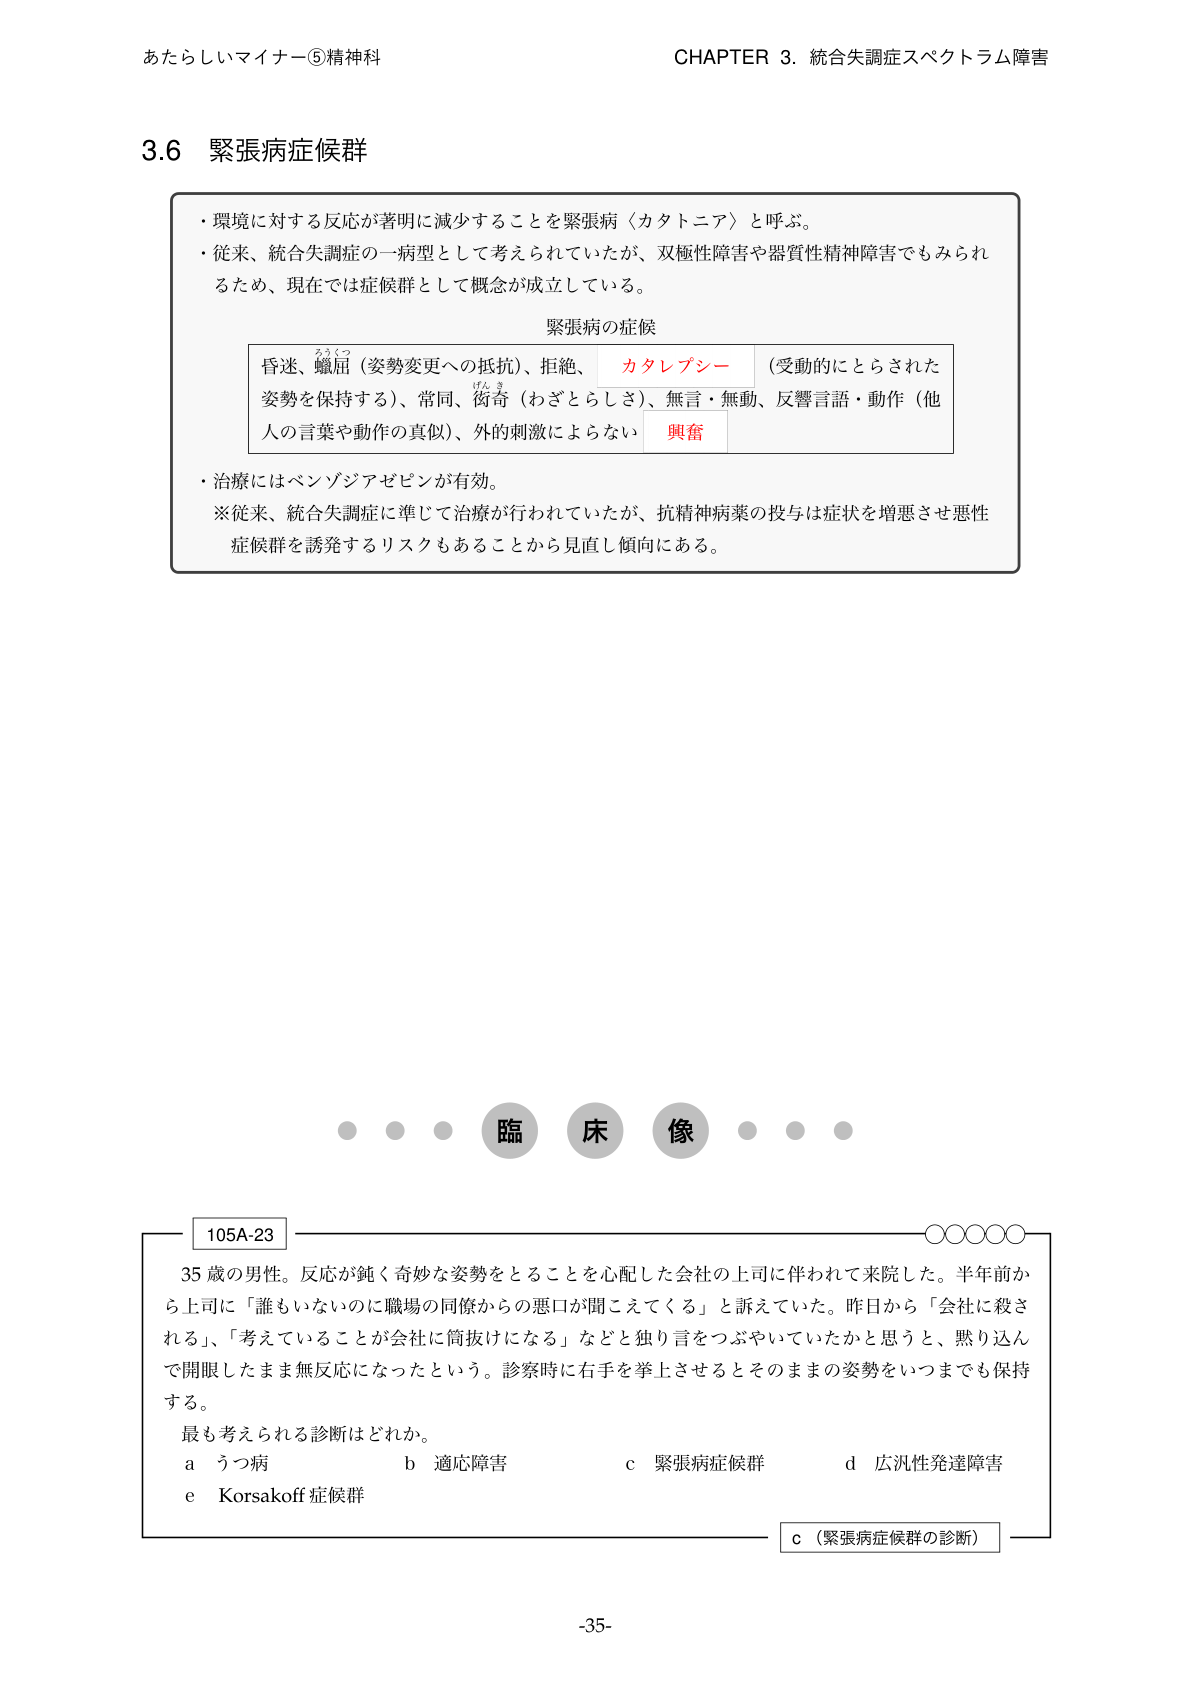 あたらしいマイナー⑤精神科
CHAPTER 3. 統合失調症スペクトラム障害
3.6 緊張病症候群
・環境に対する反応が著明に減少することを緊張病〈カタトニア〉と呼ぶ。
・従来、統合失調症の一病型として考えられていたが、双極性障害や器質性精神障害でもみられ
るため、現在では症候群として概念が成立している。
緊張病の症候
ろうくつ
昏迷、蠟屈（姿勢変更への抵抗）、拒絶、 カタレプシー （受動的にとらされた
げん き
姿勢を保持する）、常同、衒奇（わざとらしさ）、無言・無動、反響言語・動作（他
人の言葉や動作の真似）、外的刺激によらない 興奮
・治療にはベンゾジアゼピンが有効。
※従来、統合失調症に準じて治療が行われていたが、抗精神病薬の投与は症状を増悪させ悪性
症候群を誘発するリスクもあることから見直し傾向にある。
臨 床 像
105A-23
35 歳の男性。反応が鈍く奇妙な姿勢をとることを心配した会社の上司に伴われて来院した。半年前か
ら上司に「誰もいないのに職場の同僚からの悪口が聞こえてくる」と訴えていた。昨日から「会社に殺さ
れる」、「考えていることが会社に筒抜けになる」などと独り言をつぶやいていたかと思うと、黙り込ん
で開眼したまま無反応になったという。診察時に右手を挙上させるとそのままの姿勢をいつまでも保持
する。
最も考えられる診断はどれか。
a うつ病 b 適応障害 c 緊張病症候群 d 広汎性発達障害
e Korsakoff 症候群
c （緊張病症候群の診断）
-35-